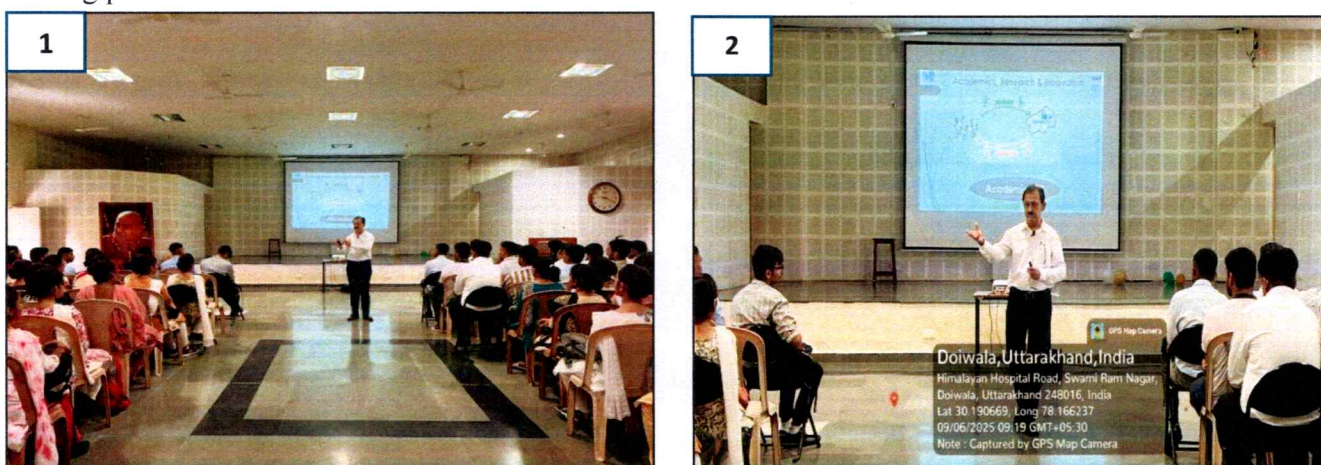 1
2
Academics, Research & Innovation
GPS Map Camera
Doiwala,Uttarakhand,India
Himalayan Hospital Road, Swami Ram Nagar,
Doiwala, Uttarakhand 248016, India
Lat 30.190669, Long 78.166237
09/06/2025 09:19 GMT+05:30
Note : Captured by GPS Map Camera